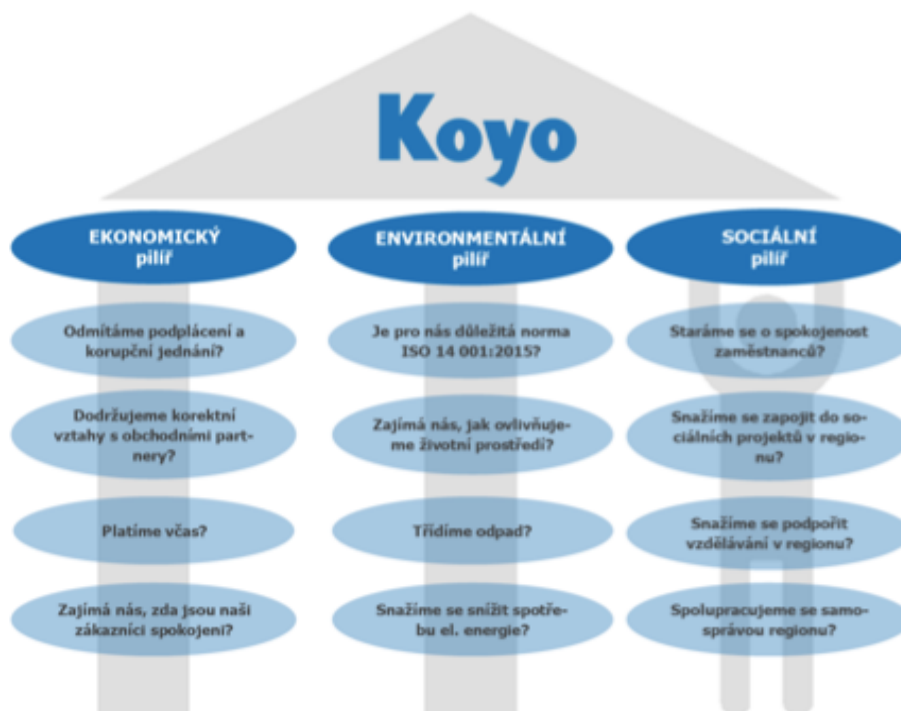 Koyo
EKONOMICKÝ
pilíř
Odmítáme podplácení a
korupční jednání?
Dodržujeme korektní
vztahy s obchodními part-
nery?
Platíme včas?
Zajímá nás, zda jsou naši
zákazníci spokojeni?
ENVIRONMENTÁLNÍ
pilíř
Je pro nás důležitá norma
ISO 14 001:2015?
Zajímá nás, jak ovlivňuje-
me životní prostředí?
Třídíme odpad?
Snažíme se snížit spotře-
bu el. energie?
SOCIÁLNÍ
pilíř
Staráme se o spokojenost
zaměstnanců?
Snažíme se zapojit do so-
ciálních projektů v regio-
nu?
Snažíme se podpořit
vzdělávání v regionu?
Spolupracujeme se samo-
správou regionu?